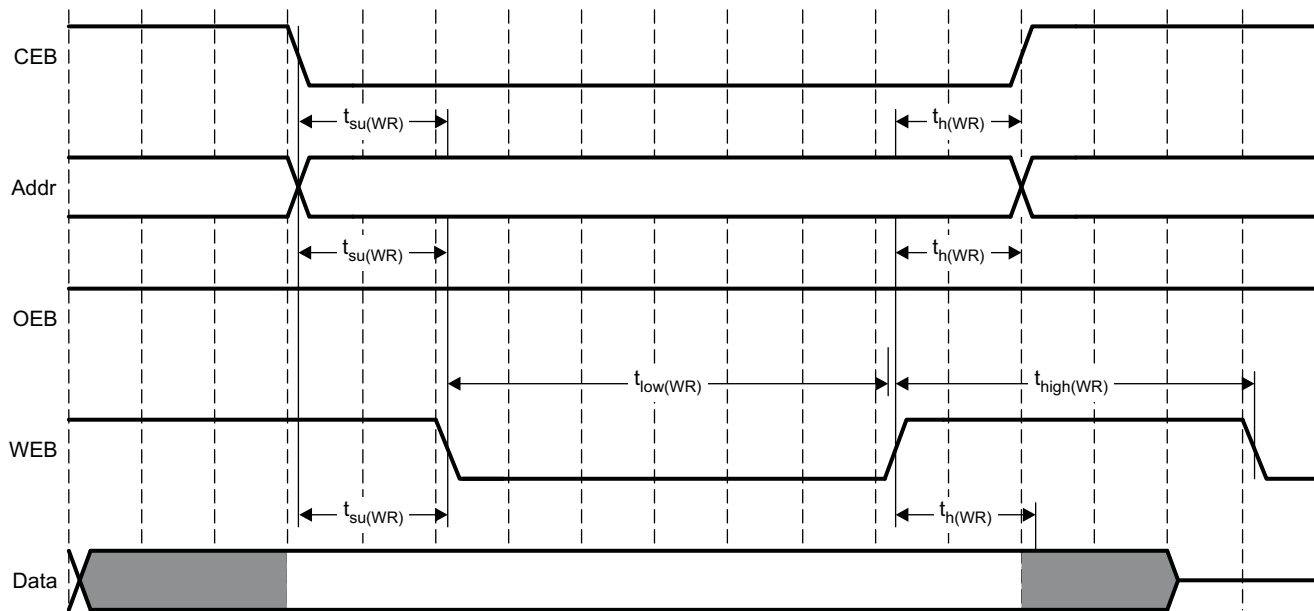 CEB
tsu(WR) th(WR)
Addr
tsu(WR) th(WR)
OEB
tlow(WR) thigh(WR)
WEB
tsu(WR) th(WR)
Data